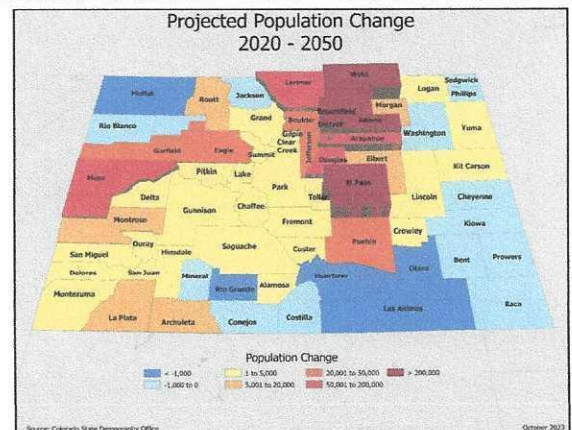 Projected Population Change
2020 - 2050
Moffat
Routt
Jackson
Larimer
Weld
Logan
Sedgwick
Phillips
Rio Blanco
Grand
Boulder
Broomfield
Morgan
Washington
Yuma
Garfield
Eagle
Summit
Gilpin
Clear
Creek
Jefferson
Denver
Adams
Arapahoe
Mesa
Pitkin
Lake
Park
Douglas
Elbert
Kit Carson
Delta
Gunnison
Chaffee
Teller
El Paso
Lincoln
Cheyenne
Montrose
Fremont
Kiowa
Ouray
San Miguel
Hinsdale
Saguache
Custer
Pueblo
Crowley
Bent
Prowers
Dolores
San Juan
Mineral
Huerfano
Otero
Montezuma
Rio Grande
Alamosa
Las Animas
Baca
La Plata
Archuleta
Conejos
Costilla
Population Change
< -1,000
1 to 5,000
20,001 to 50,000
> 200,000
-1,000 to 0
5,001 to 20,000
50,001 to 200,000
Source: Colorado State Demography Office
October 2023